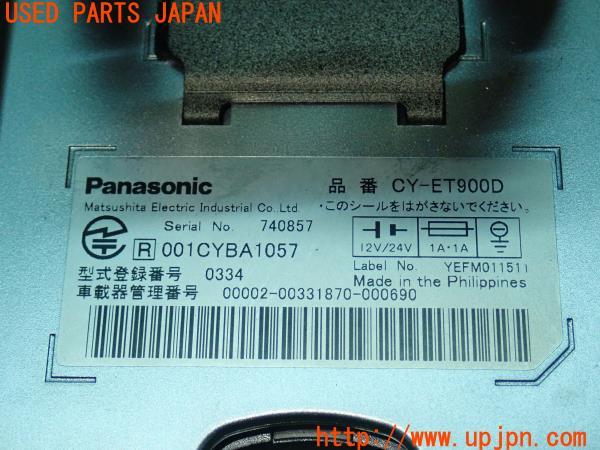 USED PARTS JAPAN
Panasonic
品番 CY-ET900D
Matsushita Electric Industrial Co.,Ltd.
・このシールをはがさないでください。
Serial No. 740857
R 001CYBA1057
12V/24V
1A・1A
型式登録番号 0334
Label No. YEFM011511
Made in the Philippines
車載器管理番号 00002-00331870-000690
http://www.upjpn.com/